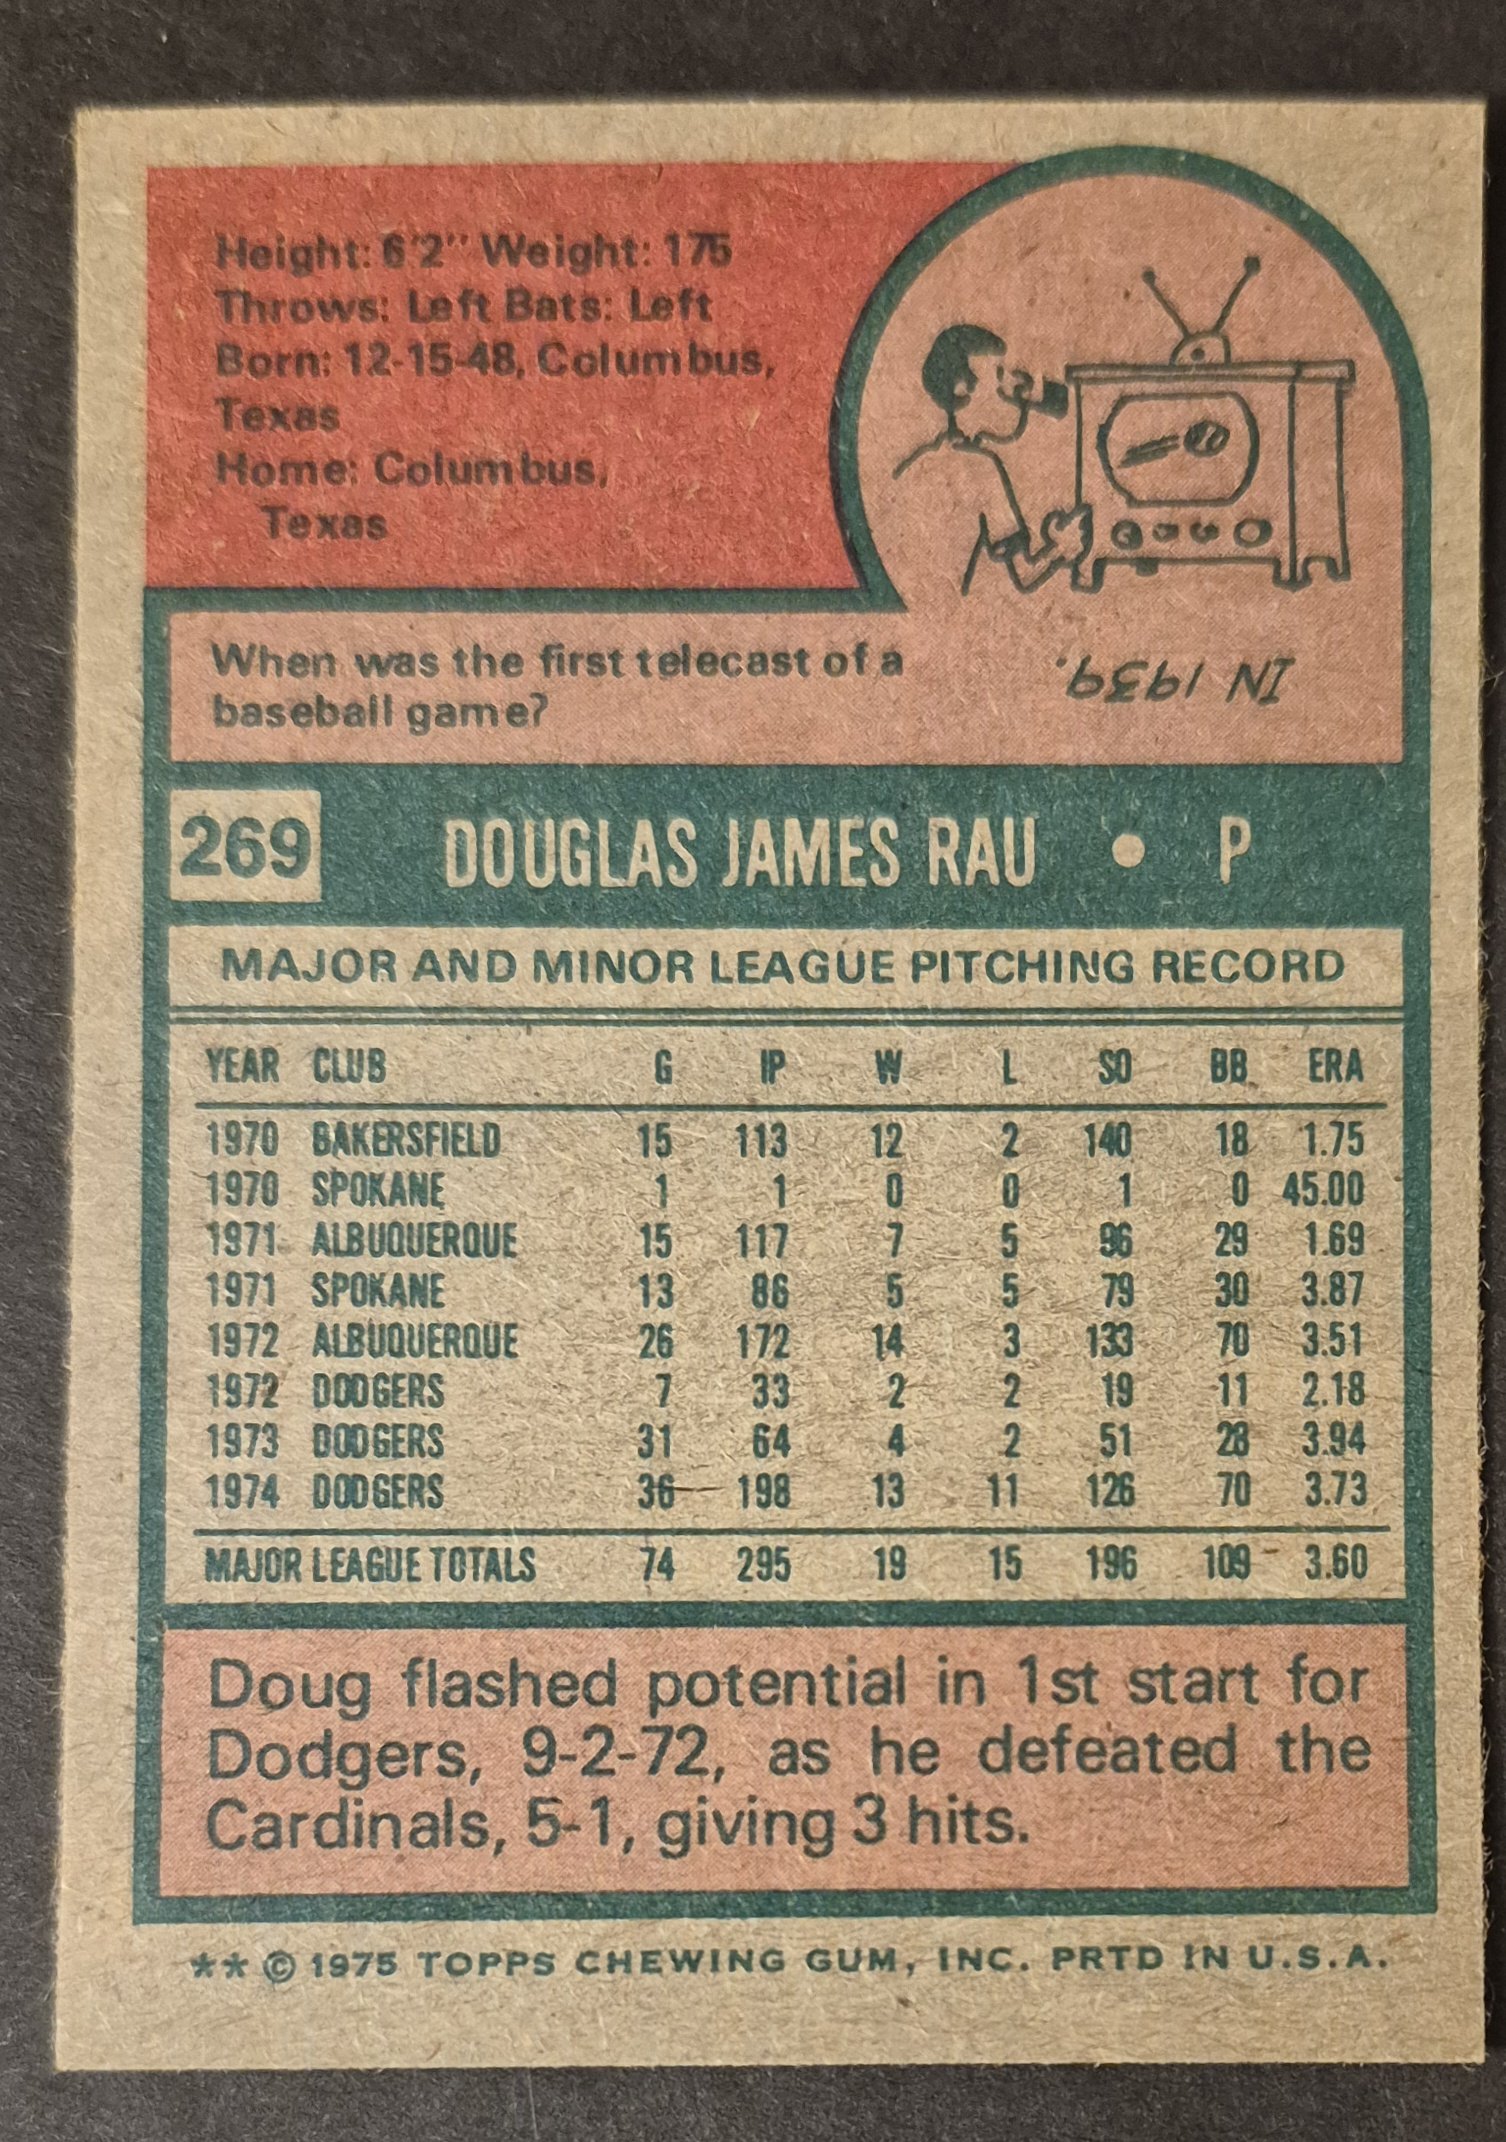 Height: 6'2" Weight: 175
Throws: Left Bats: Left
Born: 12-15-48, Columbus,
Texas
Home: Columbus,
Texas
When was the first telecast of a
baseball game?
IN 1939.
269 DOUGLAS JAMES RAU • P
MAJOR AND MINOR LEAGUE PITCHING RECORD
YEAR CLUB G IP W L SO BB ERA
1970 BAKERSFIELD 15 113 12 2 140 18 1.75
1970 SPOKANE 1 1 0 0 1 0 45.00
1971 ALBUQUERQUE 15 117 7 5 96 29 1.69
1971 SPOKANE 13 86 5 5 79 30 3.87
1972 ALBUQUERQUE 26 172 14 3 133 70 3.51
1972 DODGERS 7 33 2 2 19 11 2.18
1973 DODGERS 31 64 4 2 51 28 3.94
1974 DODGERS 36 198 13 11 126 70 3.73
MAJOR LEAGUE TOTALS 74 295 19 15 196 109 3.60
Doug flashed potential in 1st start for
Dodgers, 9-2-72, as he defeated the
Cardinals, 5-1, giving 3 hits.
** © 1975 TOPPS CHEWING GUM, INC. PRTD IN U.S.A.